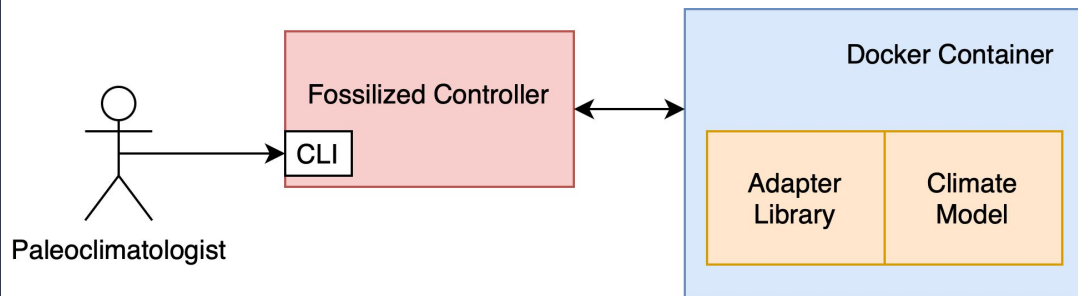 Docker Container
Fossilized Controller
CLI
Adapter
Library
Climate
Model
Paleoclimatologist